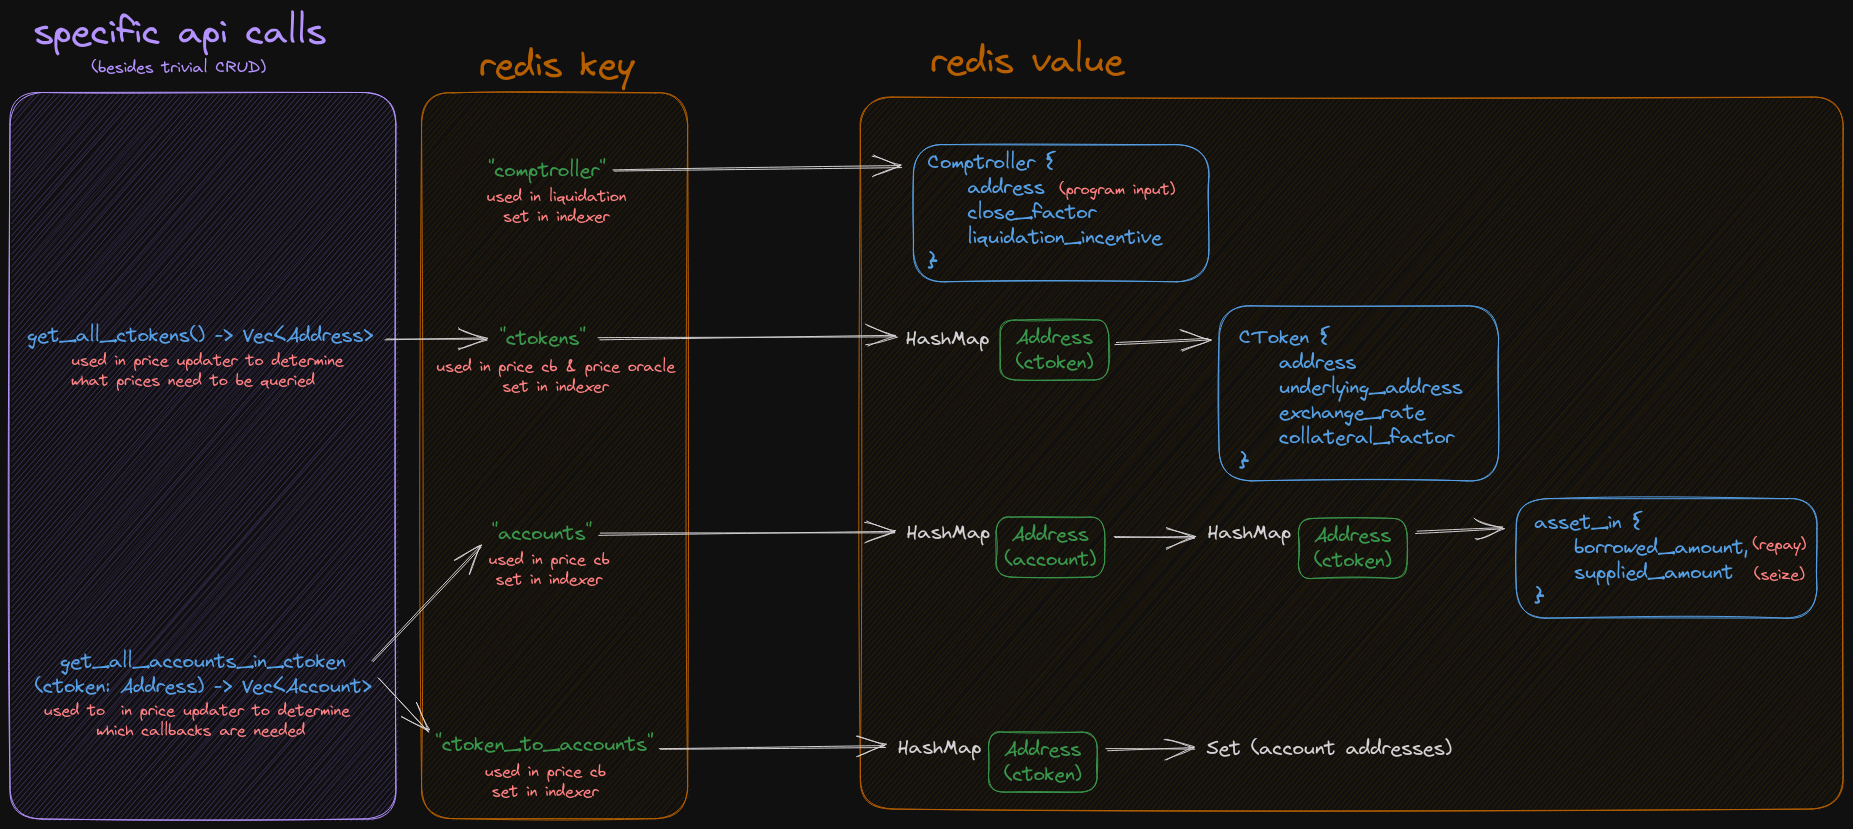 specific api calls
(besides trivial CRUD)
get_all_ctokens() -> Vec<Address>
used in price updater to determine
what prices need to be queried
get_all_accounts_in_ctoken
(ctoken: Address) -> Vec<Account>
used to in price updater to determine
which callbacks are needed
redis key
"comptroller"
used in liquidation
set in indexer
"ctokens"
used in price cb & price oracle
set in indexer
"accounts"
used in price cb
set in indexer
"ctoken_to_accounts"
used in price cb
set in indexer
redis value
Comptroller {
address (program input)
close_factor
liquidation_incentive
}
HashMap
Address
(ctoken)
CToken {
address
underlying_address
exchange_rate
collateral_factor
}
HashMap
Address
(account)
HashMap
Address
(ctoken)
asset_in {
borrowed_amount, (repay)
supplied_amount (seize)
}
HashMap
Address
(ctoken)
Set (account addresses)